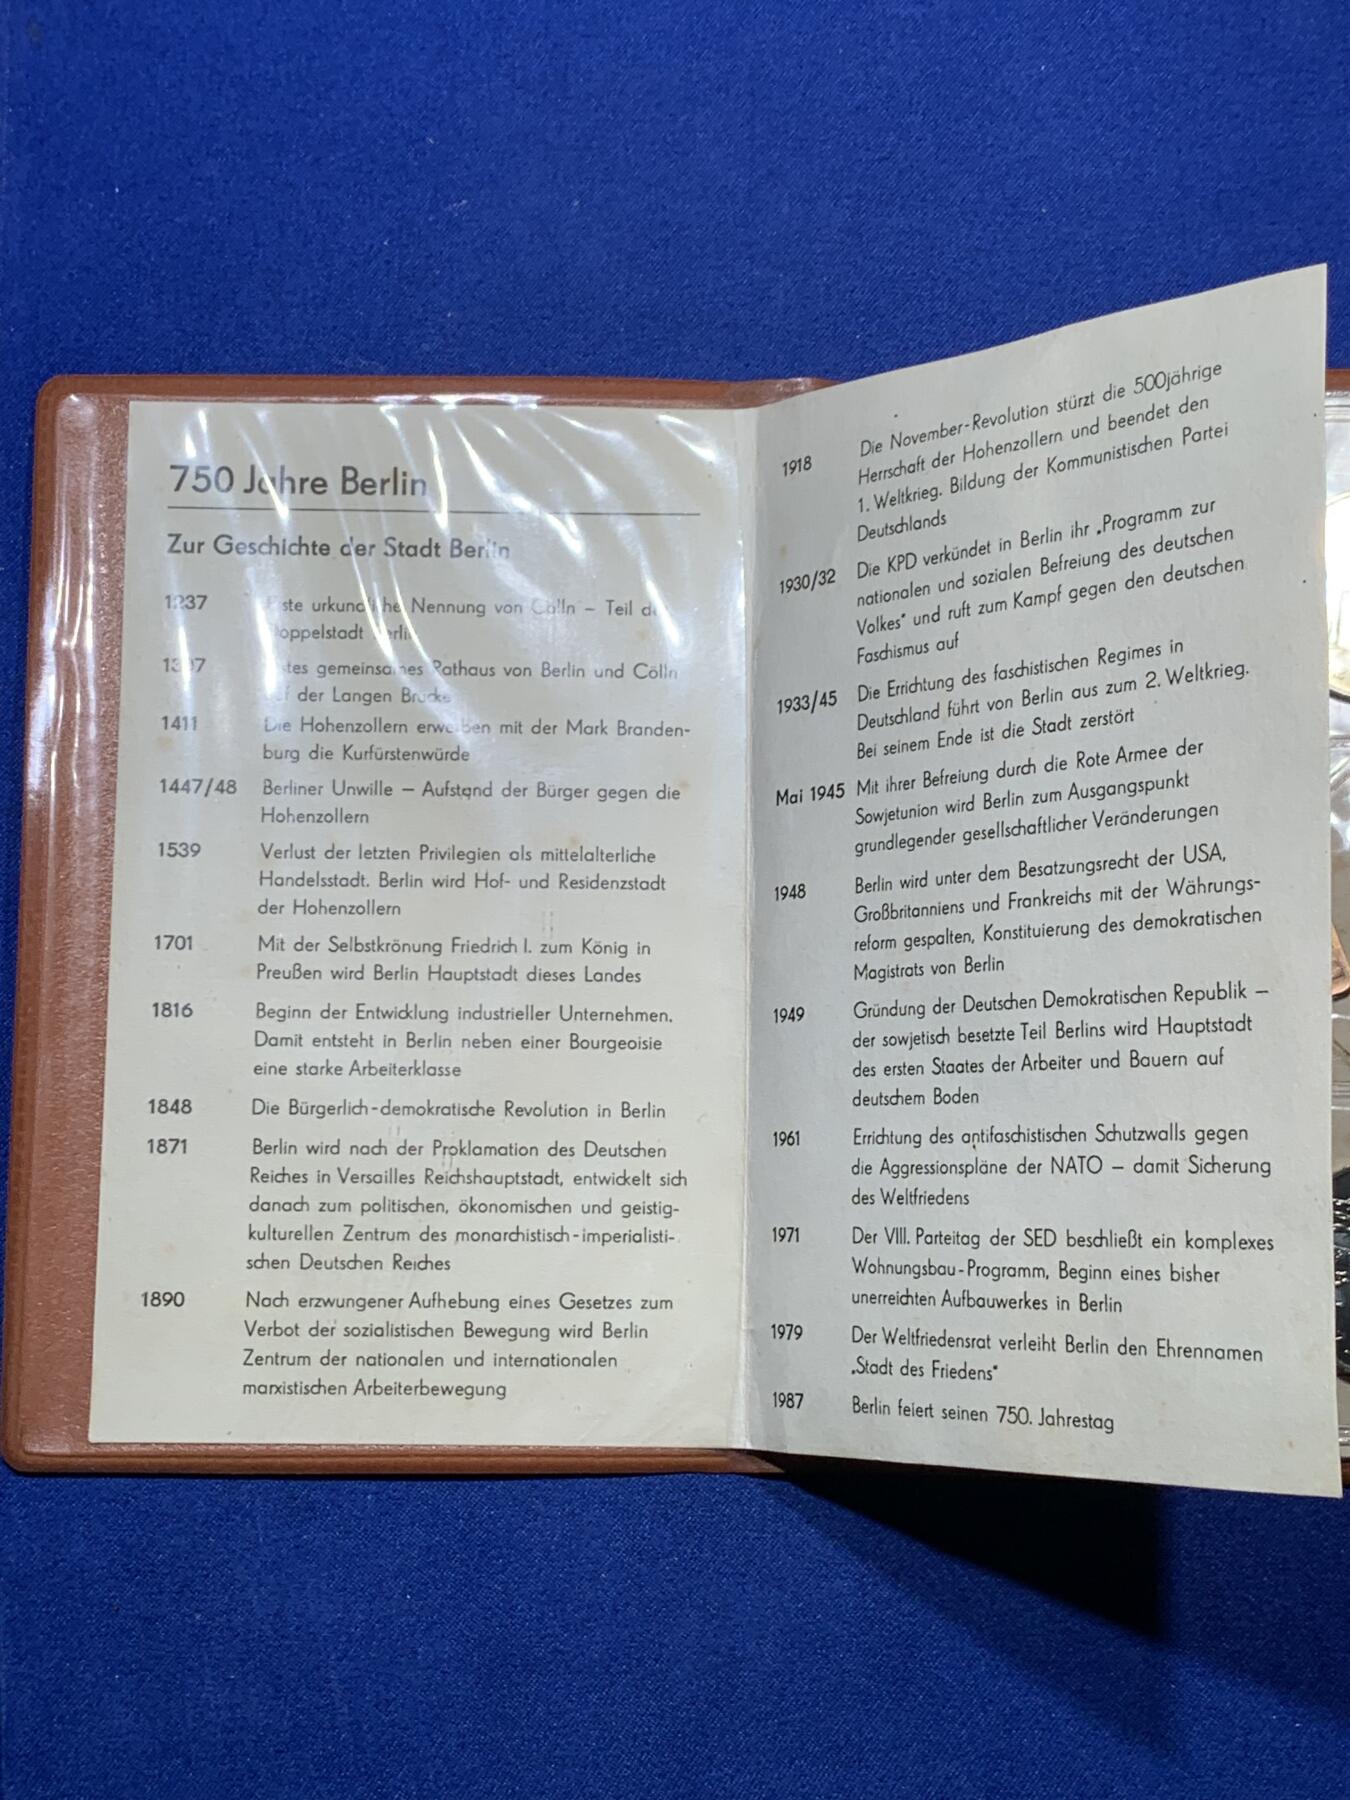 750 Jahre Berlin
Zur Geschichte der Stadt Berlin
1237 Erste urkundliche Nennung von Cölln – Teil der
Doppelstadt Berlin
1307 Erstes gemeinsames Rathaus von Berlin und Cölln
auf der Langen Brücke
1411 Die Hohenzollern erwerben mit der Mark Branden-
burg die Kurfürstenwürde
1447/48 Berliner Unwille – Aufstand der Bürger gegen die
Hohenzollern
1539 Verlust der letzten Privilegien als mittelalterliche
Handelsstadt. Berlin wird Hof- und Residenzstadt
der Hohenzollern
1701 Mit der Selbstkrönung Friedrich I. zum König in
Preußen wird Berlin Hauptstadt dieses Landes
1816 Beginn der Entwicklung industrieller Unternehmen.
Damit entsteht in Berlin neben einer Bourgeoisie
eine starke Arbeiterklasse
1848 Die Bürgerlich-demokratische Revolution in Berlin
1871 Berlin wird nach der Proklamation des Deutschen
Reiches in Versailles Reichshauptstadt, entwickelt sich
danach zum politischen, ökonomischen und geistig-
kulturellen Zentrum des monarchistisch-imperialisti-
schen Deutschen Reiches
1890 Nach erzwungener Aufhebung eines Gesetzes zum
Verbot der sozialistischen Bewegung wird Berlin
Zentrum der nationalen und internationalen
marxistischen Arbeiterbewegung
1918 Die November-Revolution stürzt die 500jährige
Herrschaft der Hohenzollern und beendet den
1. Weltkrieg. Bildung der Kommunistischen Partei
Deutschlands
1930/32 Die KPD verkündet in Berlin ihr „Programm zur
nationalen und sozialen Befreiung des deutschen
Volkes" und ruft zum Kampf gegen den deutschen
Faschismus auf
1933/45 Die Errichtung des faschistischen Regimes in
Deutschland führt von Berlin aus zum 2. Weltkrieg.
Bei seinem Ende ist die Stadt zerstört
Mai 1945 Mit ihrer Befreiung durch die Rote Armee der
Sowjetunion wird Berlin zum Ausgangspunkt
grundlegender gesellschaftlicher Veränderungen
1948 Berlin wird unter dem Besatzungsrecht der USA,
Großbritanniens und Frankreichs mit der Währungs-
reform gespalten, Konstituierung des demokratischen
Magistrats von Berlin
1949 Gründung der Deutschen Demokratischen Republik –
der sowjetisch besetzte Teil Berlins wird Hauptstadt
des ersten Staates der Arbeiter und Bauern auf
deutschem Boden
1961 Errichtung des antifaschistischen Schutzwalls gegen
die Aggressionspläne der NATO – damit Sicherung
des Weltfriedens
1971 Der VIII. Parteitag der SED beschließt ein komplexes
Wohnungsbau-Programm, Beginn eines bisher
unerreichten Aufbauwerkes in Berlin
1979 Der Weltfriedensrat verleiht Berlin den Ehrennamen
„Stadt des Friedens"
1987 Berlin feiert seinen 750. Jahrestag